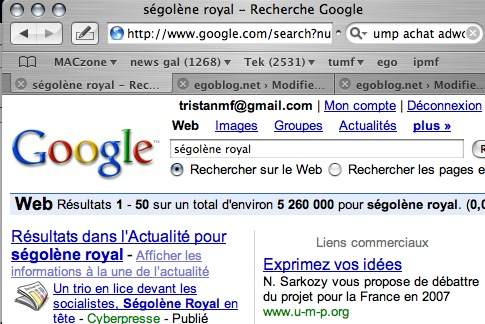 ségolène royal – Recherche Google
http://www.google.com/search?nu
ump achat adwo
MACzone news gal (1268) Tek (2531) tumf ego ipmf
ségolène royal – Rec...
egoblog.net › Modifie...
egoblog.net › Modifie
tristanmf@gmail.com | Mon compte | Déconnexion
Web Images Groupes Actualités plus »
Google™
ségolène royal
R
Rechercher sur le Web Rechercher les pages e
Web Résultats 1 - 50 sur un total d'environ 5 260 000 pour ségolène royal. (0,0
Résultats dans l'Actualité pour
ségolène royal - Afficher les
informations à la une de l'actualité
Un trio en lice devant les
socialistes, Ségolène Royal en
tête - Cyberpresse - Publié
Liens commerciaux
Exprimez vos idées
N. Sarkozy vous propose de débattre
du projet pour la France en 2007
www.u-m-p.org